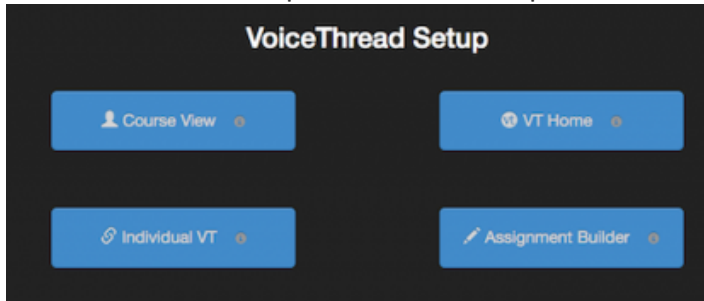 VoiceThread Setup
Course View
VT Home
Individual VT
Assignment Builder